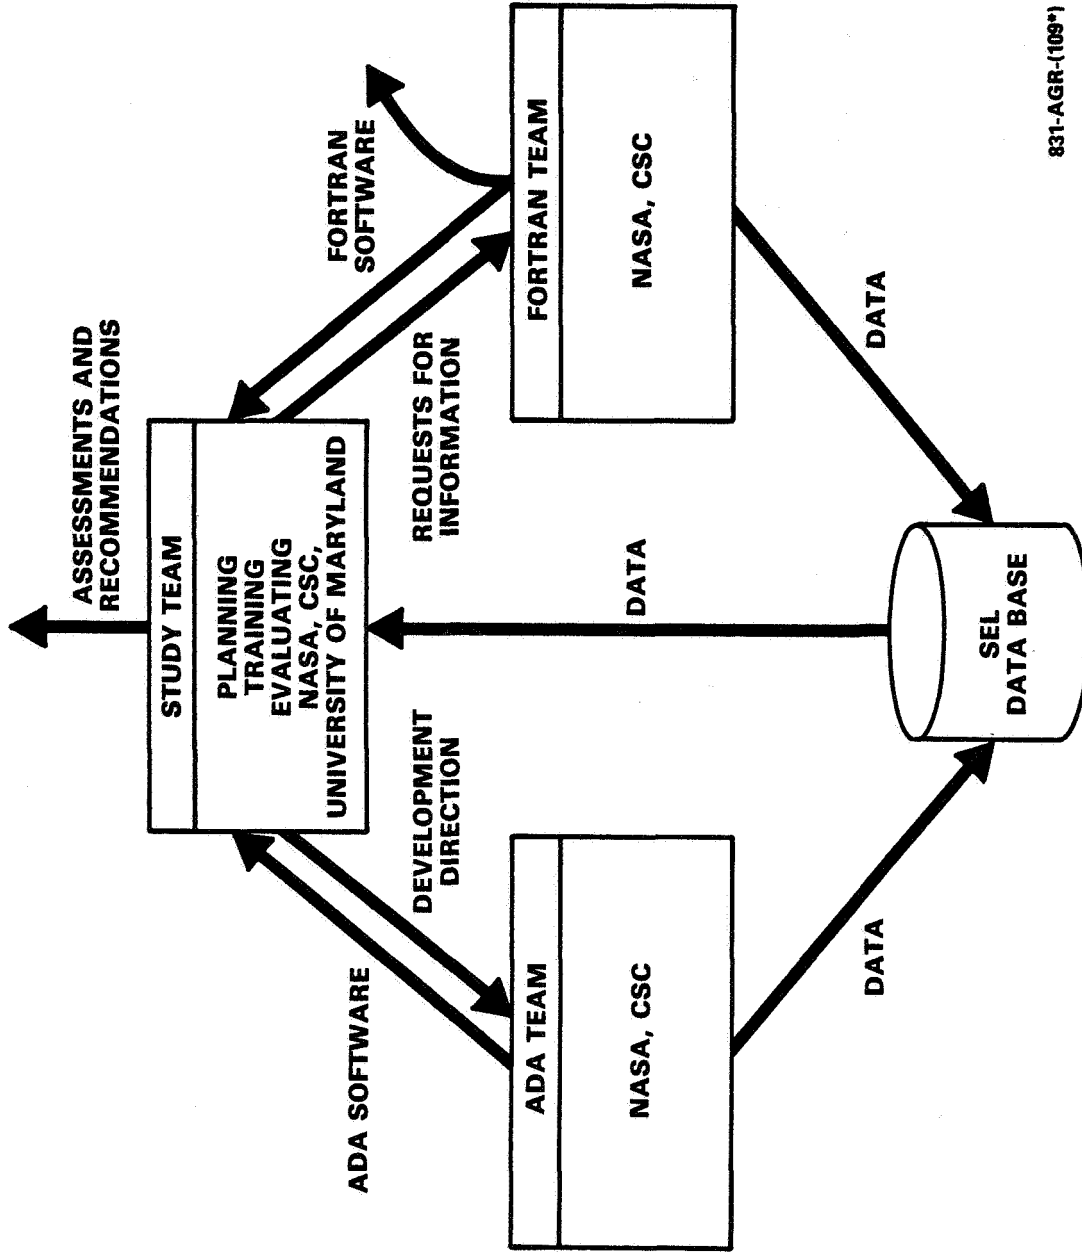 ASSESSMENTS AND
RECOMMENDATIONS
STUDY TEAM
PLANNING
TRAINING
EVALUATING
NASA, CSC,
UNIVERSITY OF MARYLAND
ADA SOFTWARE
DEVELOPMENT
DIRECTION
REQUESTS FOR
INFORMATION
FORTRAN
SOFTWARE
ADA TEAM
NASA, CSC
DATA
FORTRAN TEAM
NASA, CSC
DATA
DATA
SEL
DATA BASE
831-AGR-(109*)